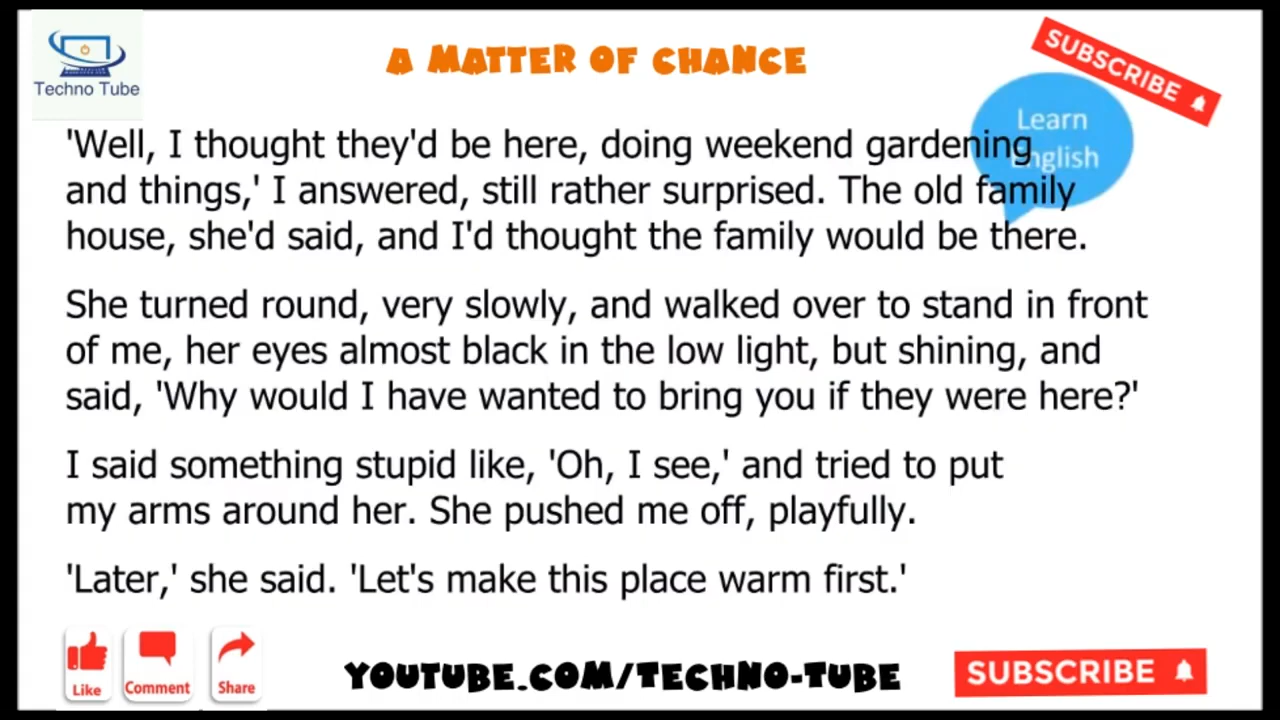 A MATTER OF CHANCE
SUBSCRIBE
Techno Tube
Learn
English
'Well, I thought they'd be here, doing weekend gardening
and things,' I answered, still rather surprised. The old family
house, she'd said, and I'd thought the family would be there.
She turned round, very slowly, and walked over to stand in front
of me, her eyes almost black in the low light, but shining, and
said, 'Why would I have wanted to bring you if they were here?'
I said something stupid like, 'Oh, I see,' and tried to put
my arms around her. She pushed me off, playfully.
'Later,' she said. 'Let's make this place warm first.'
Like
Comment
Share
YOUTUBE.COM/TECHNO-TUBE
SUBSCRIBE